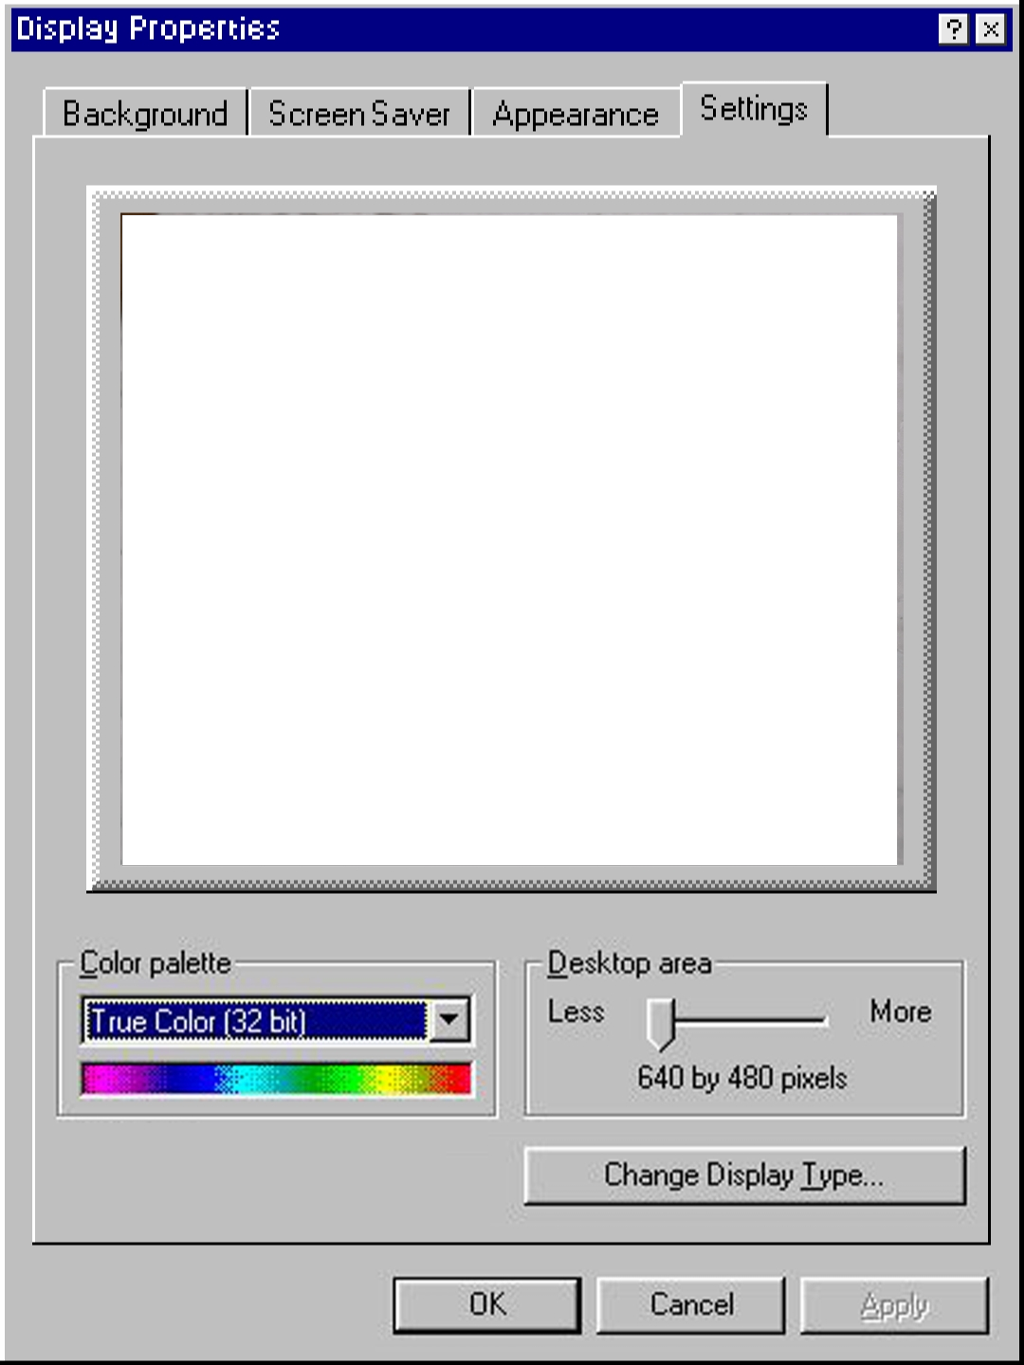 Display Properties
Background Screen Saver Appearance Settings
Color palette
True Color (32 bit)
Desktop area
Less More
640 by 480 pixels
Change Display Type...
OK Cancel Apply